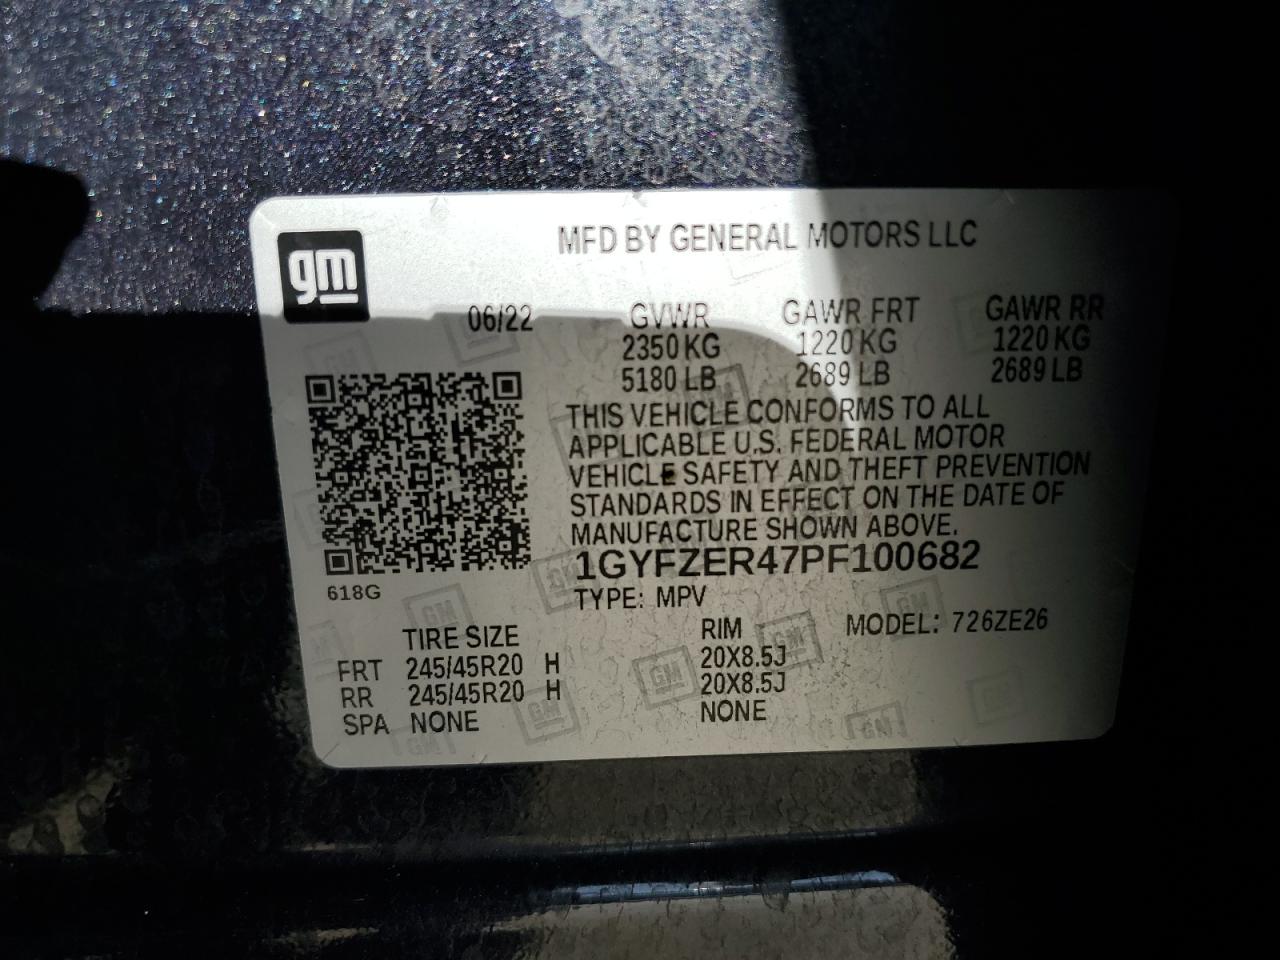 gm
MFD BY GENERAL MOTORS LLC
06/22 GVWR GAWR FRT GAWR RR
2350 KG 1220 KG 1220 KG
5180 LB 2689 LB 2689 LB
THIS VEHICLE CONFORMS TO ALL
APPLICABLE U.S. FEDERAL MOTOR
VEHICLE SAFETY AND THEFT PREVENTION
STANDARDS IN EFFECT ON THE DATE OF
MANUFACTURE SHOWN ABOVE.
1GYFZER47PF100682
618G
TYPE: MPV
TIRE SIZE RIM MODEL: 726ZE26
FRT 245/45R20 H 20X8.5J
RR 245/45R20 H 20X8.5J
SPA NONE NONE